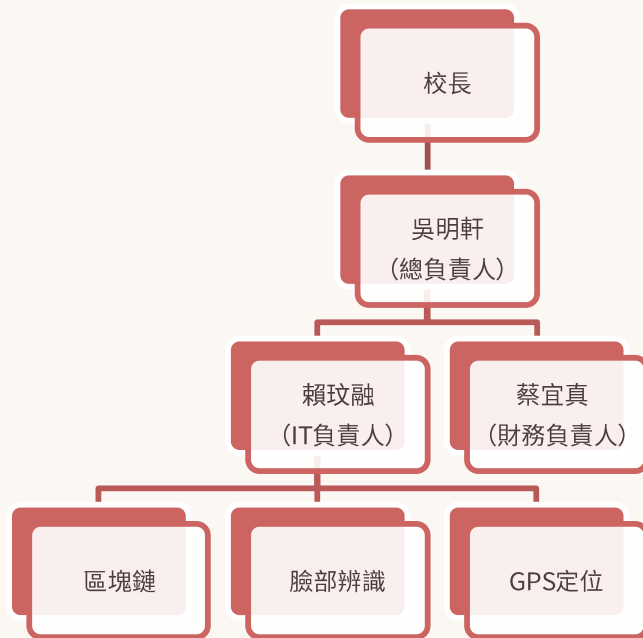 校長
吳明軒
（總負責人）
賴玟融
（IT負責人）
蔡宜真
（財務負責人）
區塊鏈
臉部辨識
GPS定位